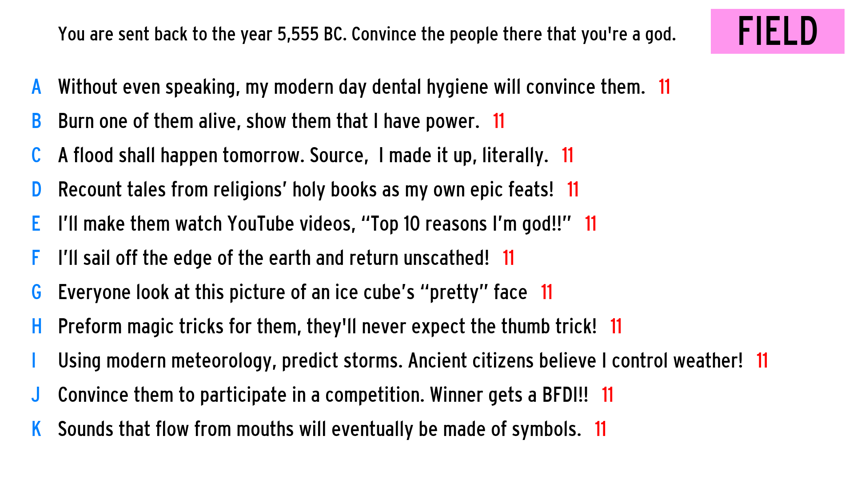 You are sent back to the year 5,555 BC. Convince the people there that you're a god.
FIELD
A Without even speaking, my modern day dental hygiene will convince them. 11
B Burn one of them alive, show them that I have power. 11
C A flood shall happen tomorrow. Source, I made it up, literally. 11
D Recount tales from religions’ holy books as my own epic feats! 11
E I’ll make them watch YouTube videos, “Top 10 reasons I’m god!!” 11
F I’ll sail off the edge of the earth and return unscathed! 11
G Everyone look at this picture of an ice cube’s “pretty” face 11
H Preform magic tricks for them, they'll never expect the thumb trick! 11
I Using modern meteorology, predict storms. Ancient citizens believe I control weather! 11
J Convince them to participate in a competition. Winner gets a BFDI!! 11
K Sounds that flow from mouths will eventually be made of symbols. 11